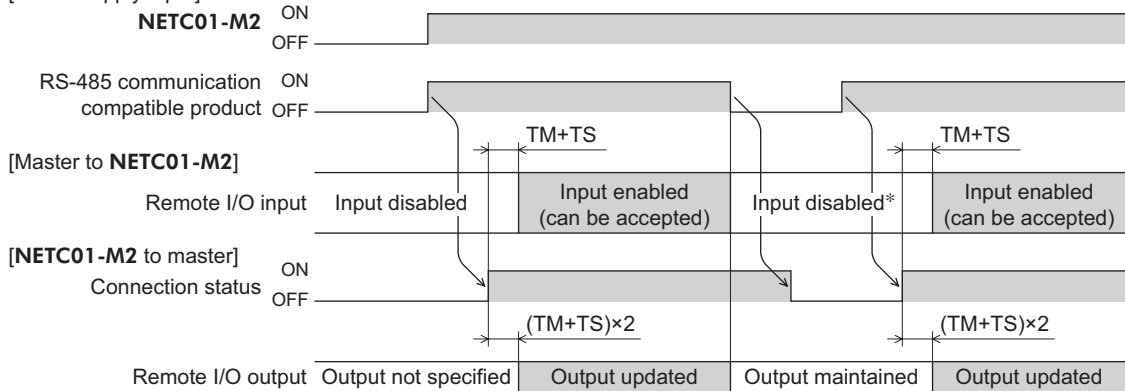 NETC01-M2 ON
OFF
RS-485 communication ON
compatible product OFF
TM+TS TM+TS
[Master to NETC01-M2]
Remote I/O input Input disabled Input enabled Input disabled* Input enabled
(can be accepted) (can be accepted)
[NETC01-M2 to master]
ON
Connection status
OFF
(TM+TS)×2 (TM+TS)×2
Remote I/O output Output not specified Output updated Output maintained Output updated